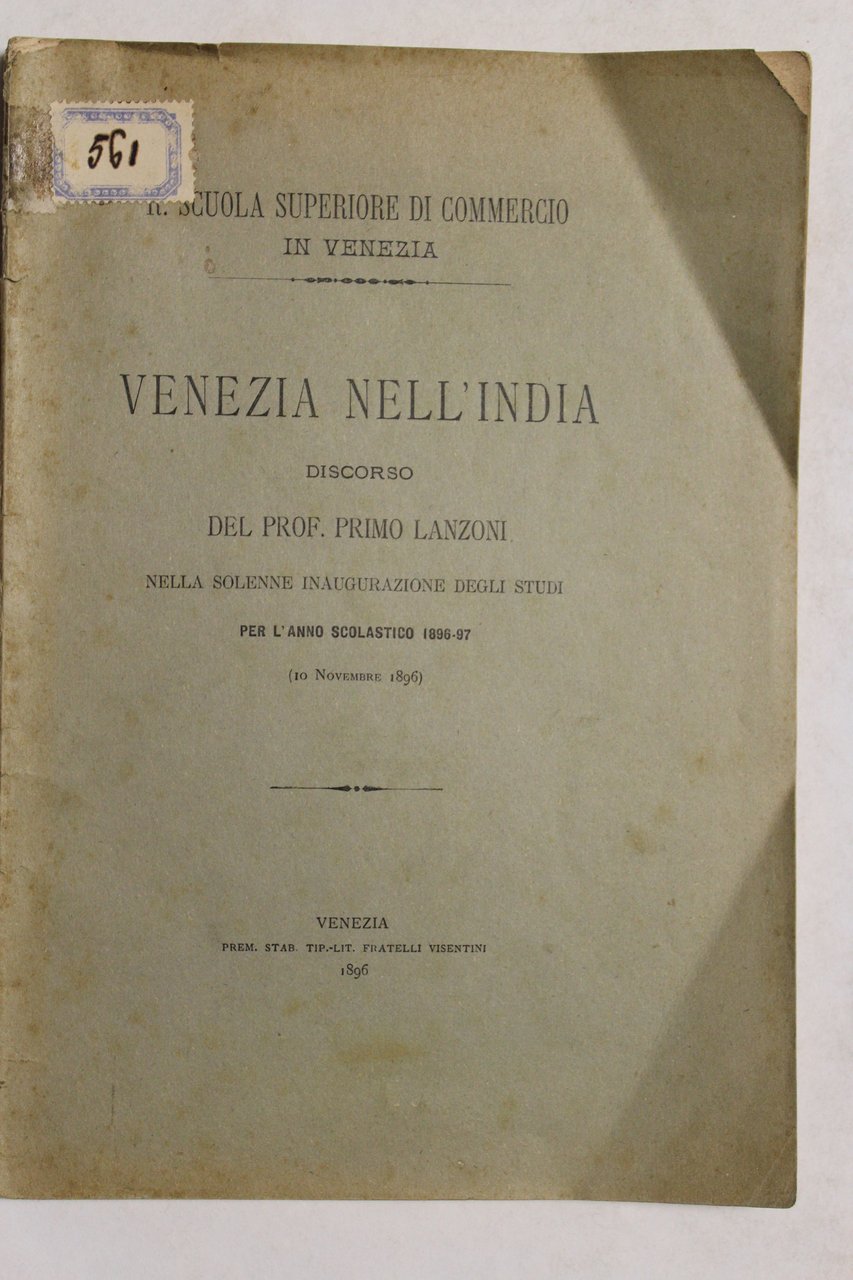 561
R. SCUOLA SUPERIORE DI COMMERCIO
IN VENEZIA
VENEZIA NELL'INDIA
DISCORSO
DEL PROF. PRIMO LANZONI
NELLA SOLENNE INAUGURAZIONE DEGLI STUDI
PER L'ANNO SCOLASTICO 1896-97
(10 NOVEMBRE 1896)
VENEZIA
PREM. STAB. TIP.-LIT. FRATELLI VISENTINI
1896